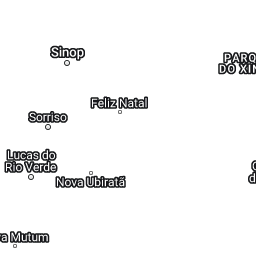 Sinop
PARQ
DO XIN
Feliz Natal
Sorriso
Lucas do
Rio Verde
Nova Ubiratã
a Mutum